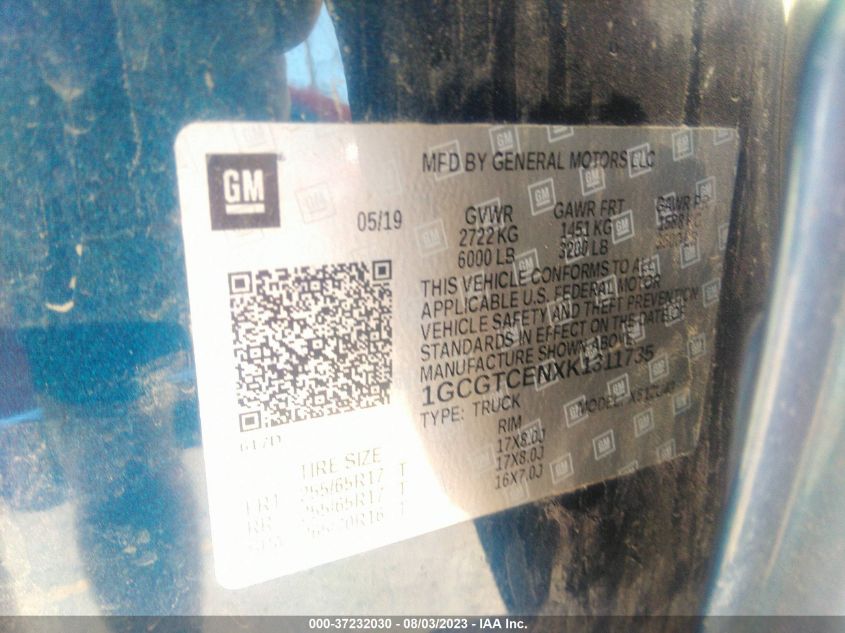 GM
MFD BY GENERAL MOTORS LLC
05/19
GVWR GAWR FRT GAWR
2722 KG 1451 KG
6000 LB 3200 LB
THIS VEHICLE CONFORMS TO ALL
APPLICABLE U.S. FEDERAL MOTOR
VEHICLE SAFETY AND THEFT PREVENTION
STANDARDS IN EFFECT ON THE DATE OF
MANUFACTURE SHOWN ABOVE.
1GCGTCENXK1311735
TYPE: TRUCK MODEL:
TIRE SIZE RIM
FRT 255/65R17 T 17X8.0J
RR 255/65R17 T 17X8.0J
16X7.0J
000-37232030 - 08/03/2023 - IAA Inc.